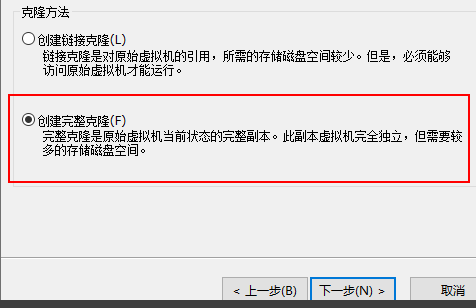 克隆方法
创建链接克隆(L)
链接克隆是对原始虚拟机的引用，所需的存储磁盘空间较少。但是，必须能够
访问原始虚拟机才能运行。
创建完整克隆(F)
完整克隆是原始虚拟机当前状态的完整副本。此副本虚拟机完全独立，但需要较
多的存储磁盘空间。
< 上一步(B)
下一步(N) >
取消